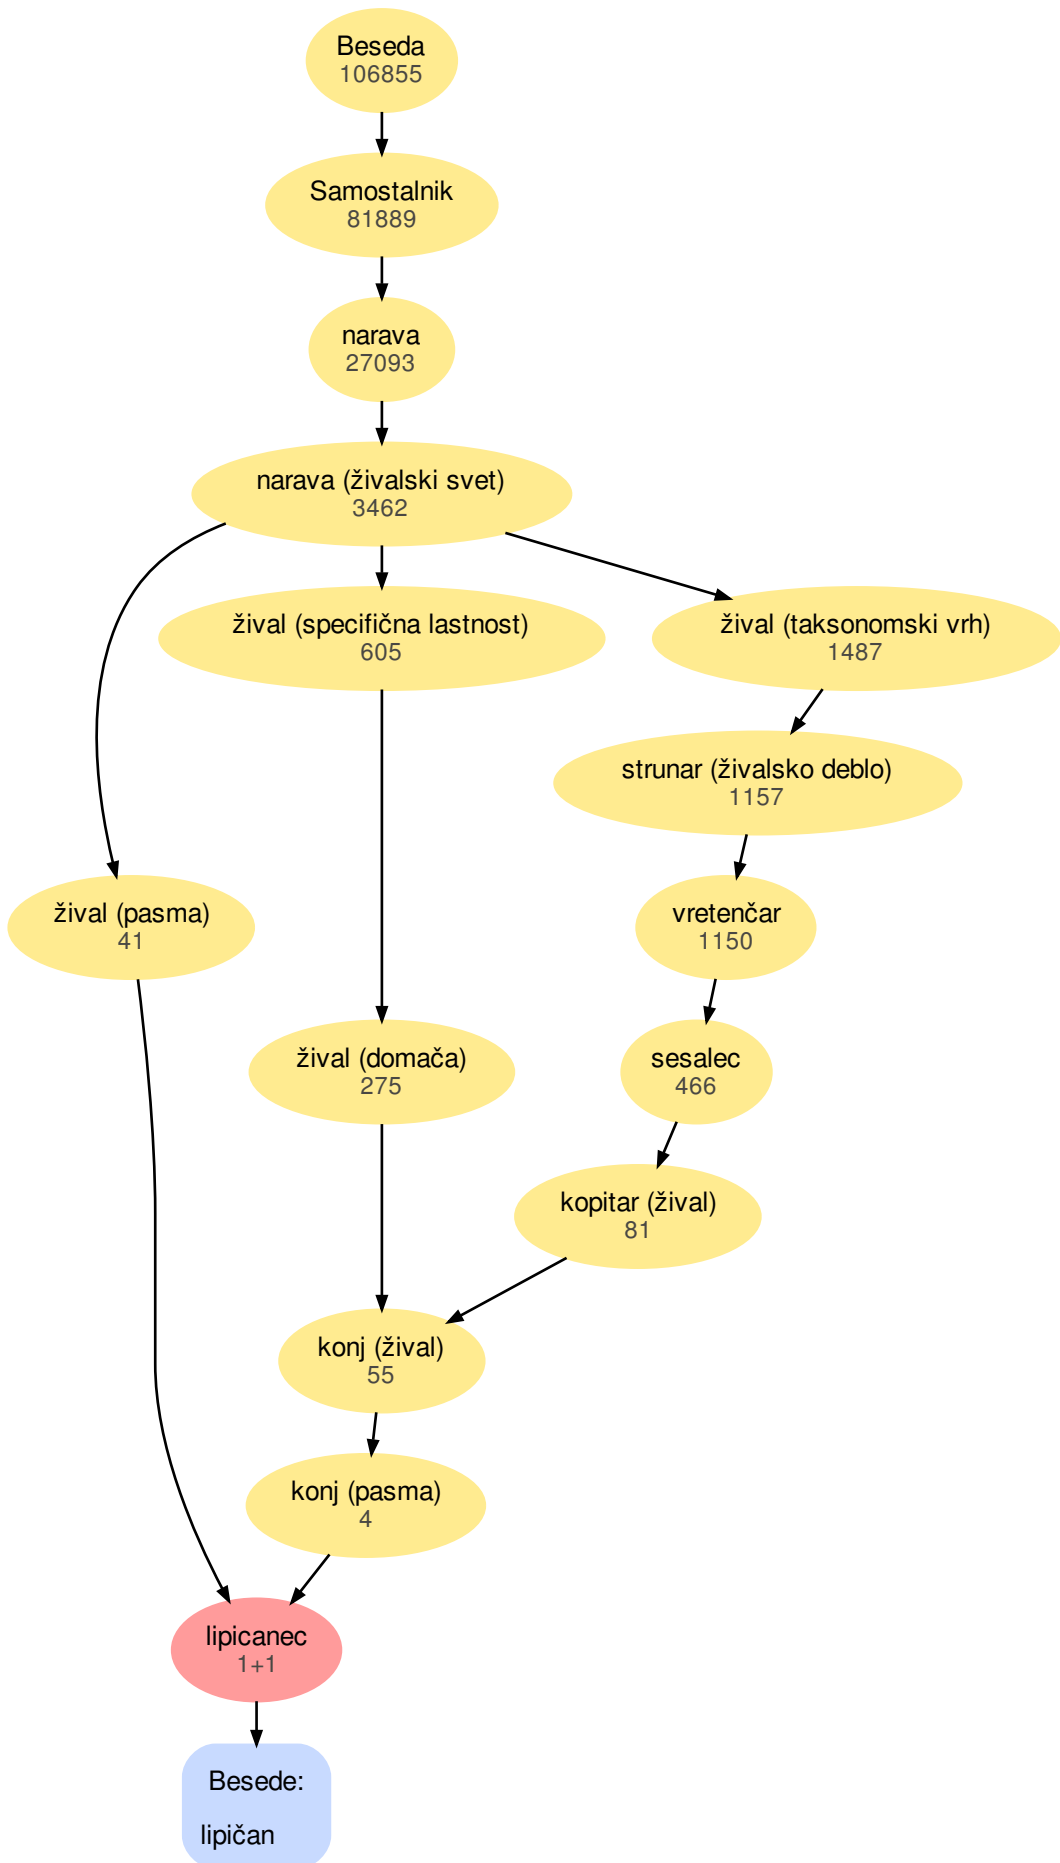 Beseda
106855
Samostalnik
81889
narava
27093
narava (živalski svet)
3462
žival (specifična lastnost)
605
žival (taksonomski vrh)
1487
strunar (živalsko deblo)
1157
žival (pasma)
41
vretenčar
1150
žival (domača)
275
sesalec
466
kopitar (žival)
81
konj (žival)
55
konj (pasma)
4
lipicanec
1+1
Besede:
lipičan